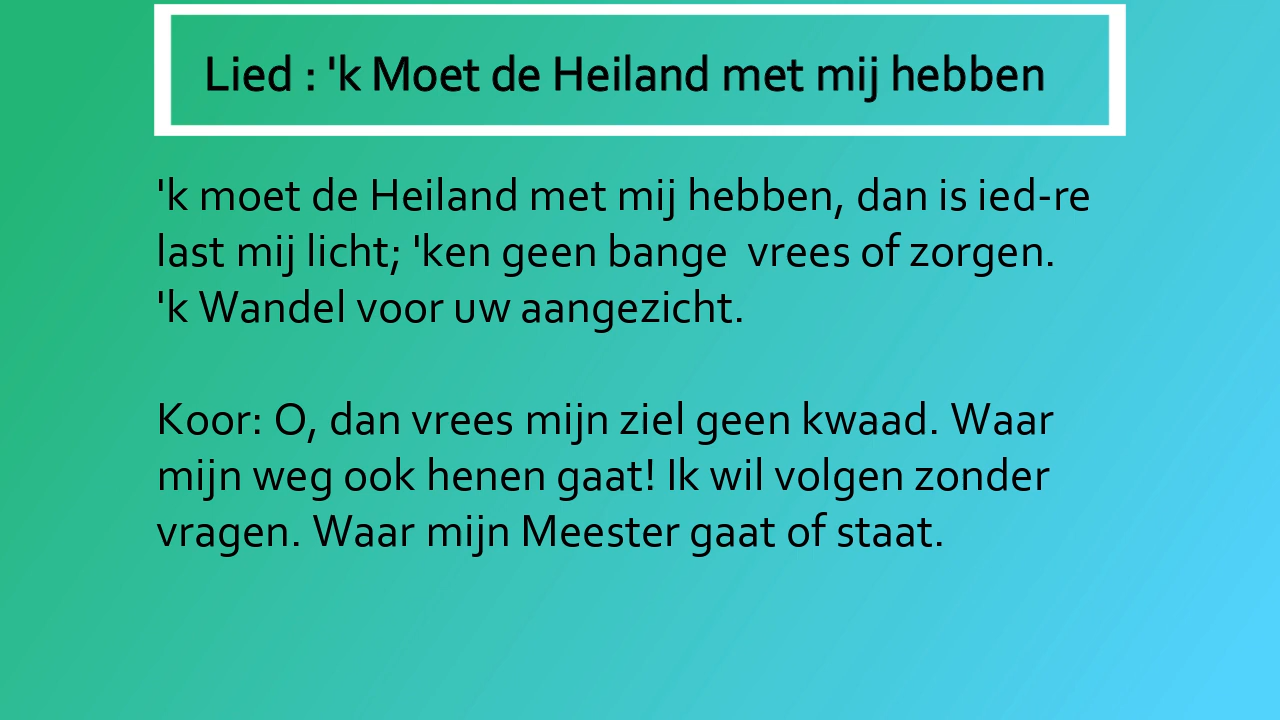 Lied : 'k Moet de Heiland met mij hebben
'k moet de Heiland met mij hebben, dan is ied-re
last mij licht; 'ken geen bange  vrees of zorgen.
'k Wandel voor uw aangezicht.
Koor: O, dan vrees mijn ziel geen kwaad. Waar
mijn weg ook henen gaat! Ik wil volgen zonder
vragen. Waar mijn Meester gaat of staat.